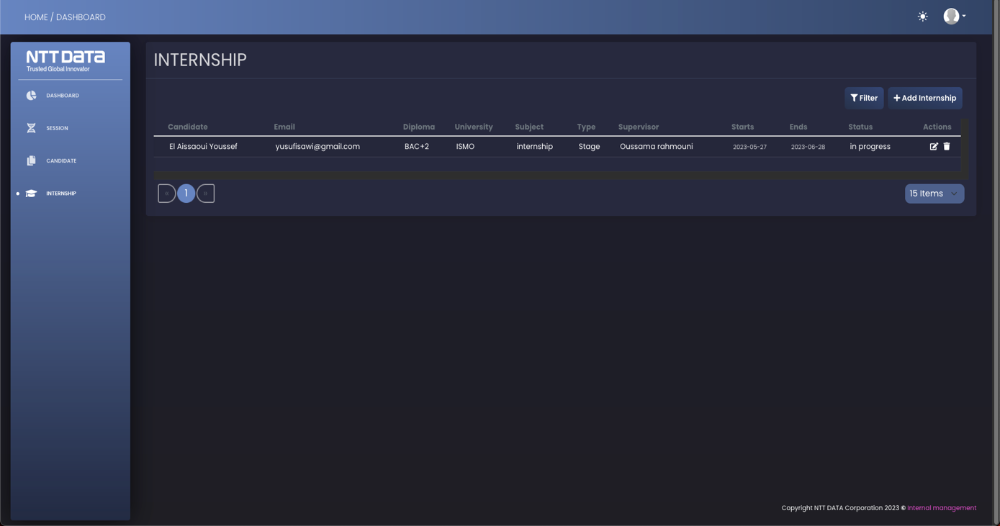 HOME / DASHBOARD
NTT DATA
Trusted Global Innovator
DASHBOARD
SESSION
CANDIDATE
INTERNSHIP
INTERNSHIP
Filter
+ Add Internship
Candidate Email Diploma University Subject Type Supervisor Starts Ends Status Actions
El Aissaoui Youssef yusufisawi@gmail.com BAC+2 ISMO internship Stage Oussama rahmouni 2023-05-27 2023-06-28 in progress
« 1 »
15 Items
Copyright NTT DATA Corporation 2023 © Internal management